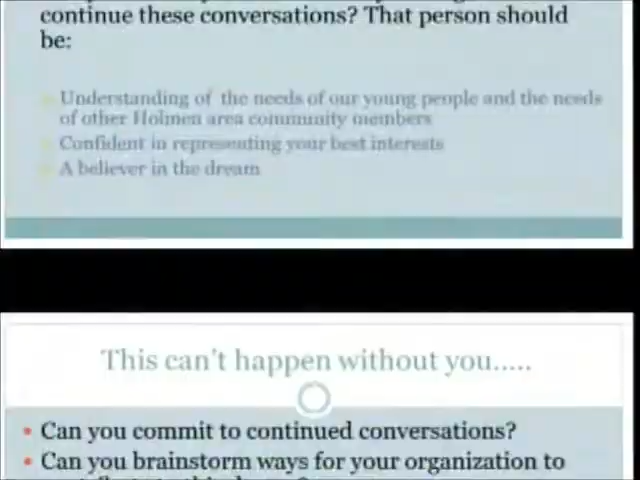 continue these conversations? That person should
be:
Understanding of the needs of our young people and the needs
of other Holmen area community members
Confident in representing your best interests
A believer in the dream
This can't happen without you.....
• Can you commit to continued conversations?
• Can you brainstorm ways for your organization to